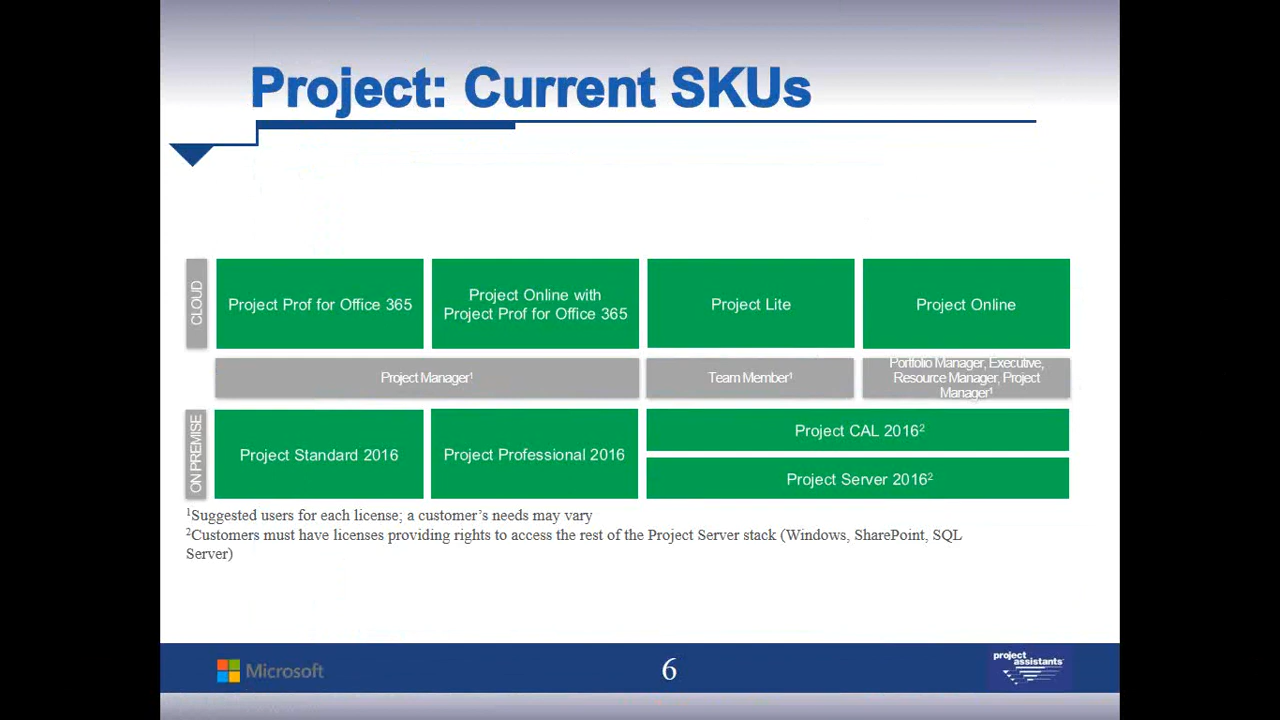 Project: Current SKUs
CLOUD
Project Prof for Office 365
Project Online with
Project Prof for Office 365
Project Lite
Project Online
Project Manager¹
Team Member¹
Portfolio Manager, Executive,
Resource Manager, Project
Manager¹
ON PREMISE
Project Standard 2016
Project Professional 2016
Project CAL 2016²
Project Server 2016²
¹Suggested users for each license; a customer’s needs may vary
²Customers must have licenses providing rights to access the rest of the Project Server stack (Windows, SharePoint, SQL
Server)
Microsoft
6
project
assistants